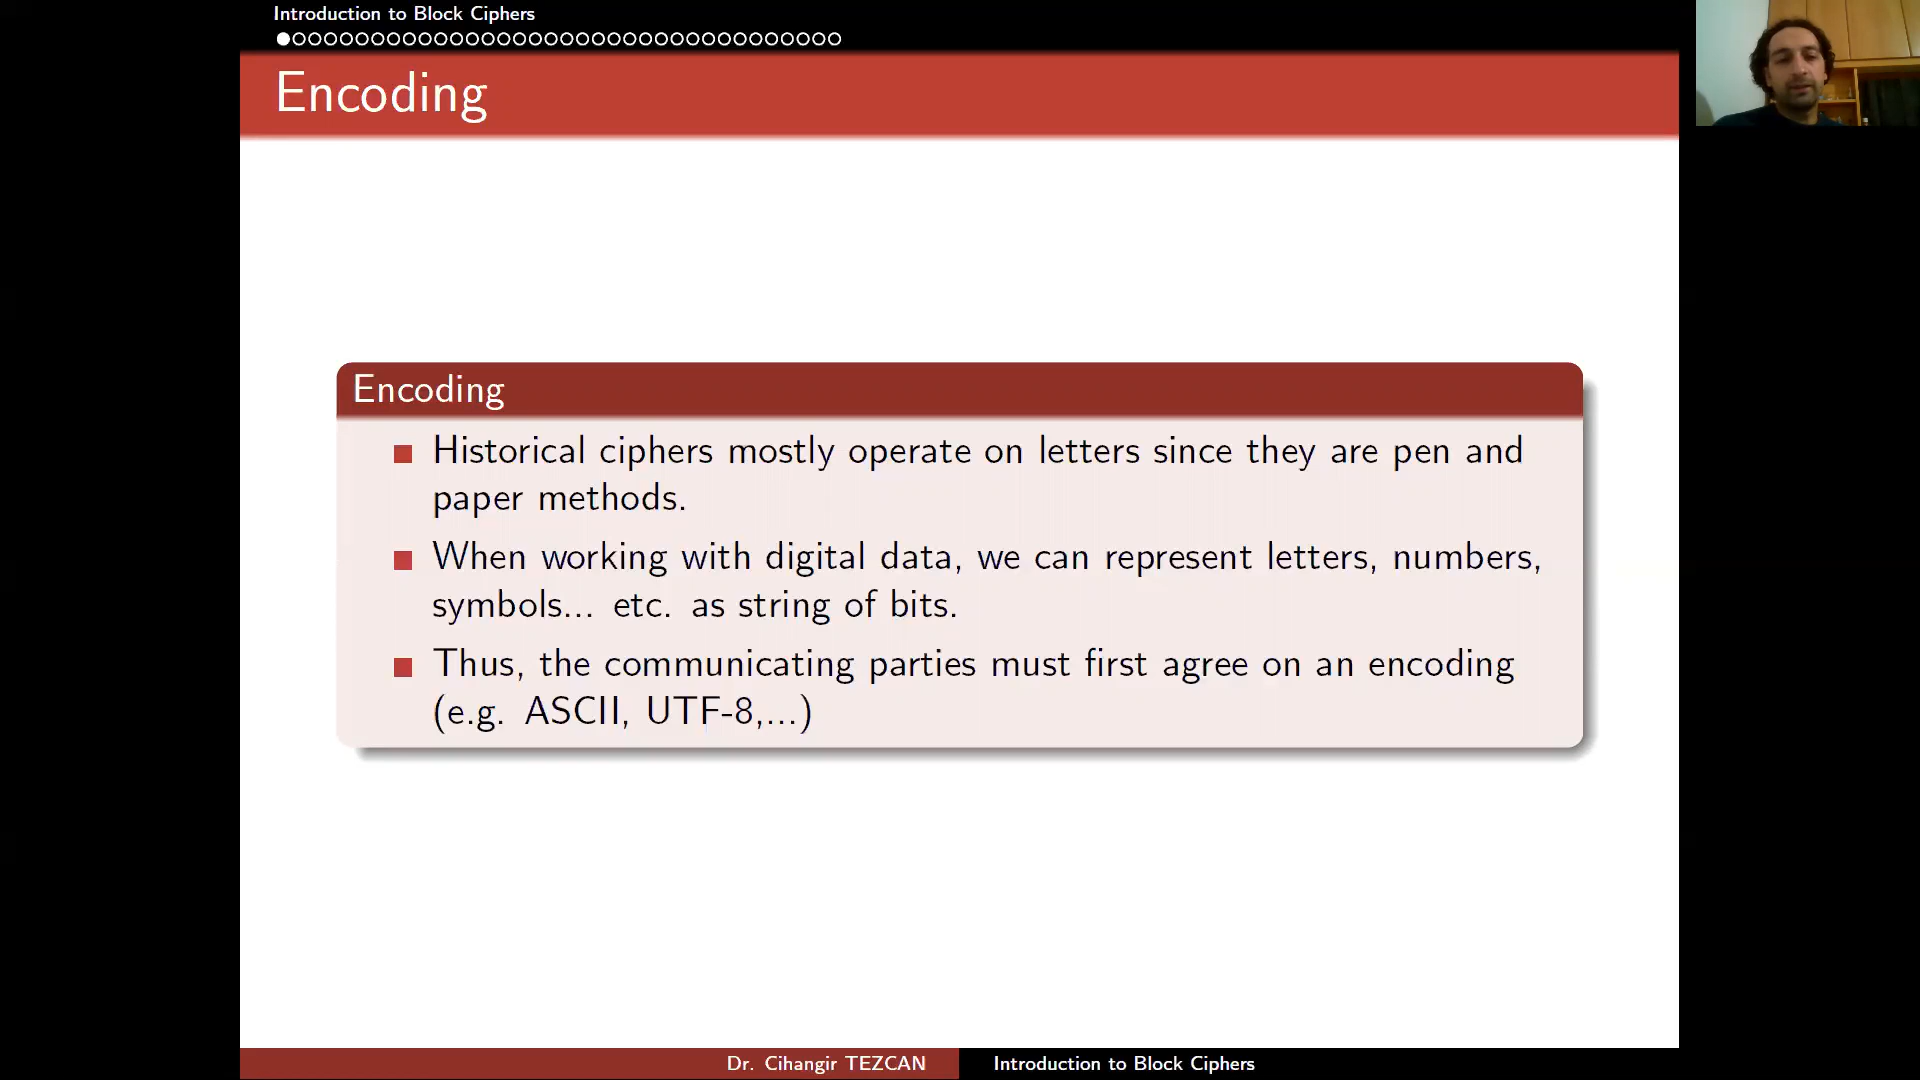 Introduction to Block Ciphers
Encoding
Encoding
Historical ciphers mostly operate on letters since they are pen and
paper methods.
When working with digital data, we can represent letters, numbers,
symbols... etc. as string of bits.
Thus, the communicating parties must first agree on an encoding
(e.g. ASCII, UTF-8,...)
Dr. Cihangir TEZCAN
Introduction to Block Ciphers